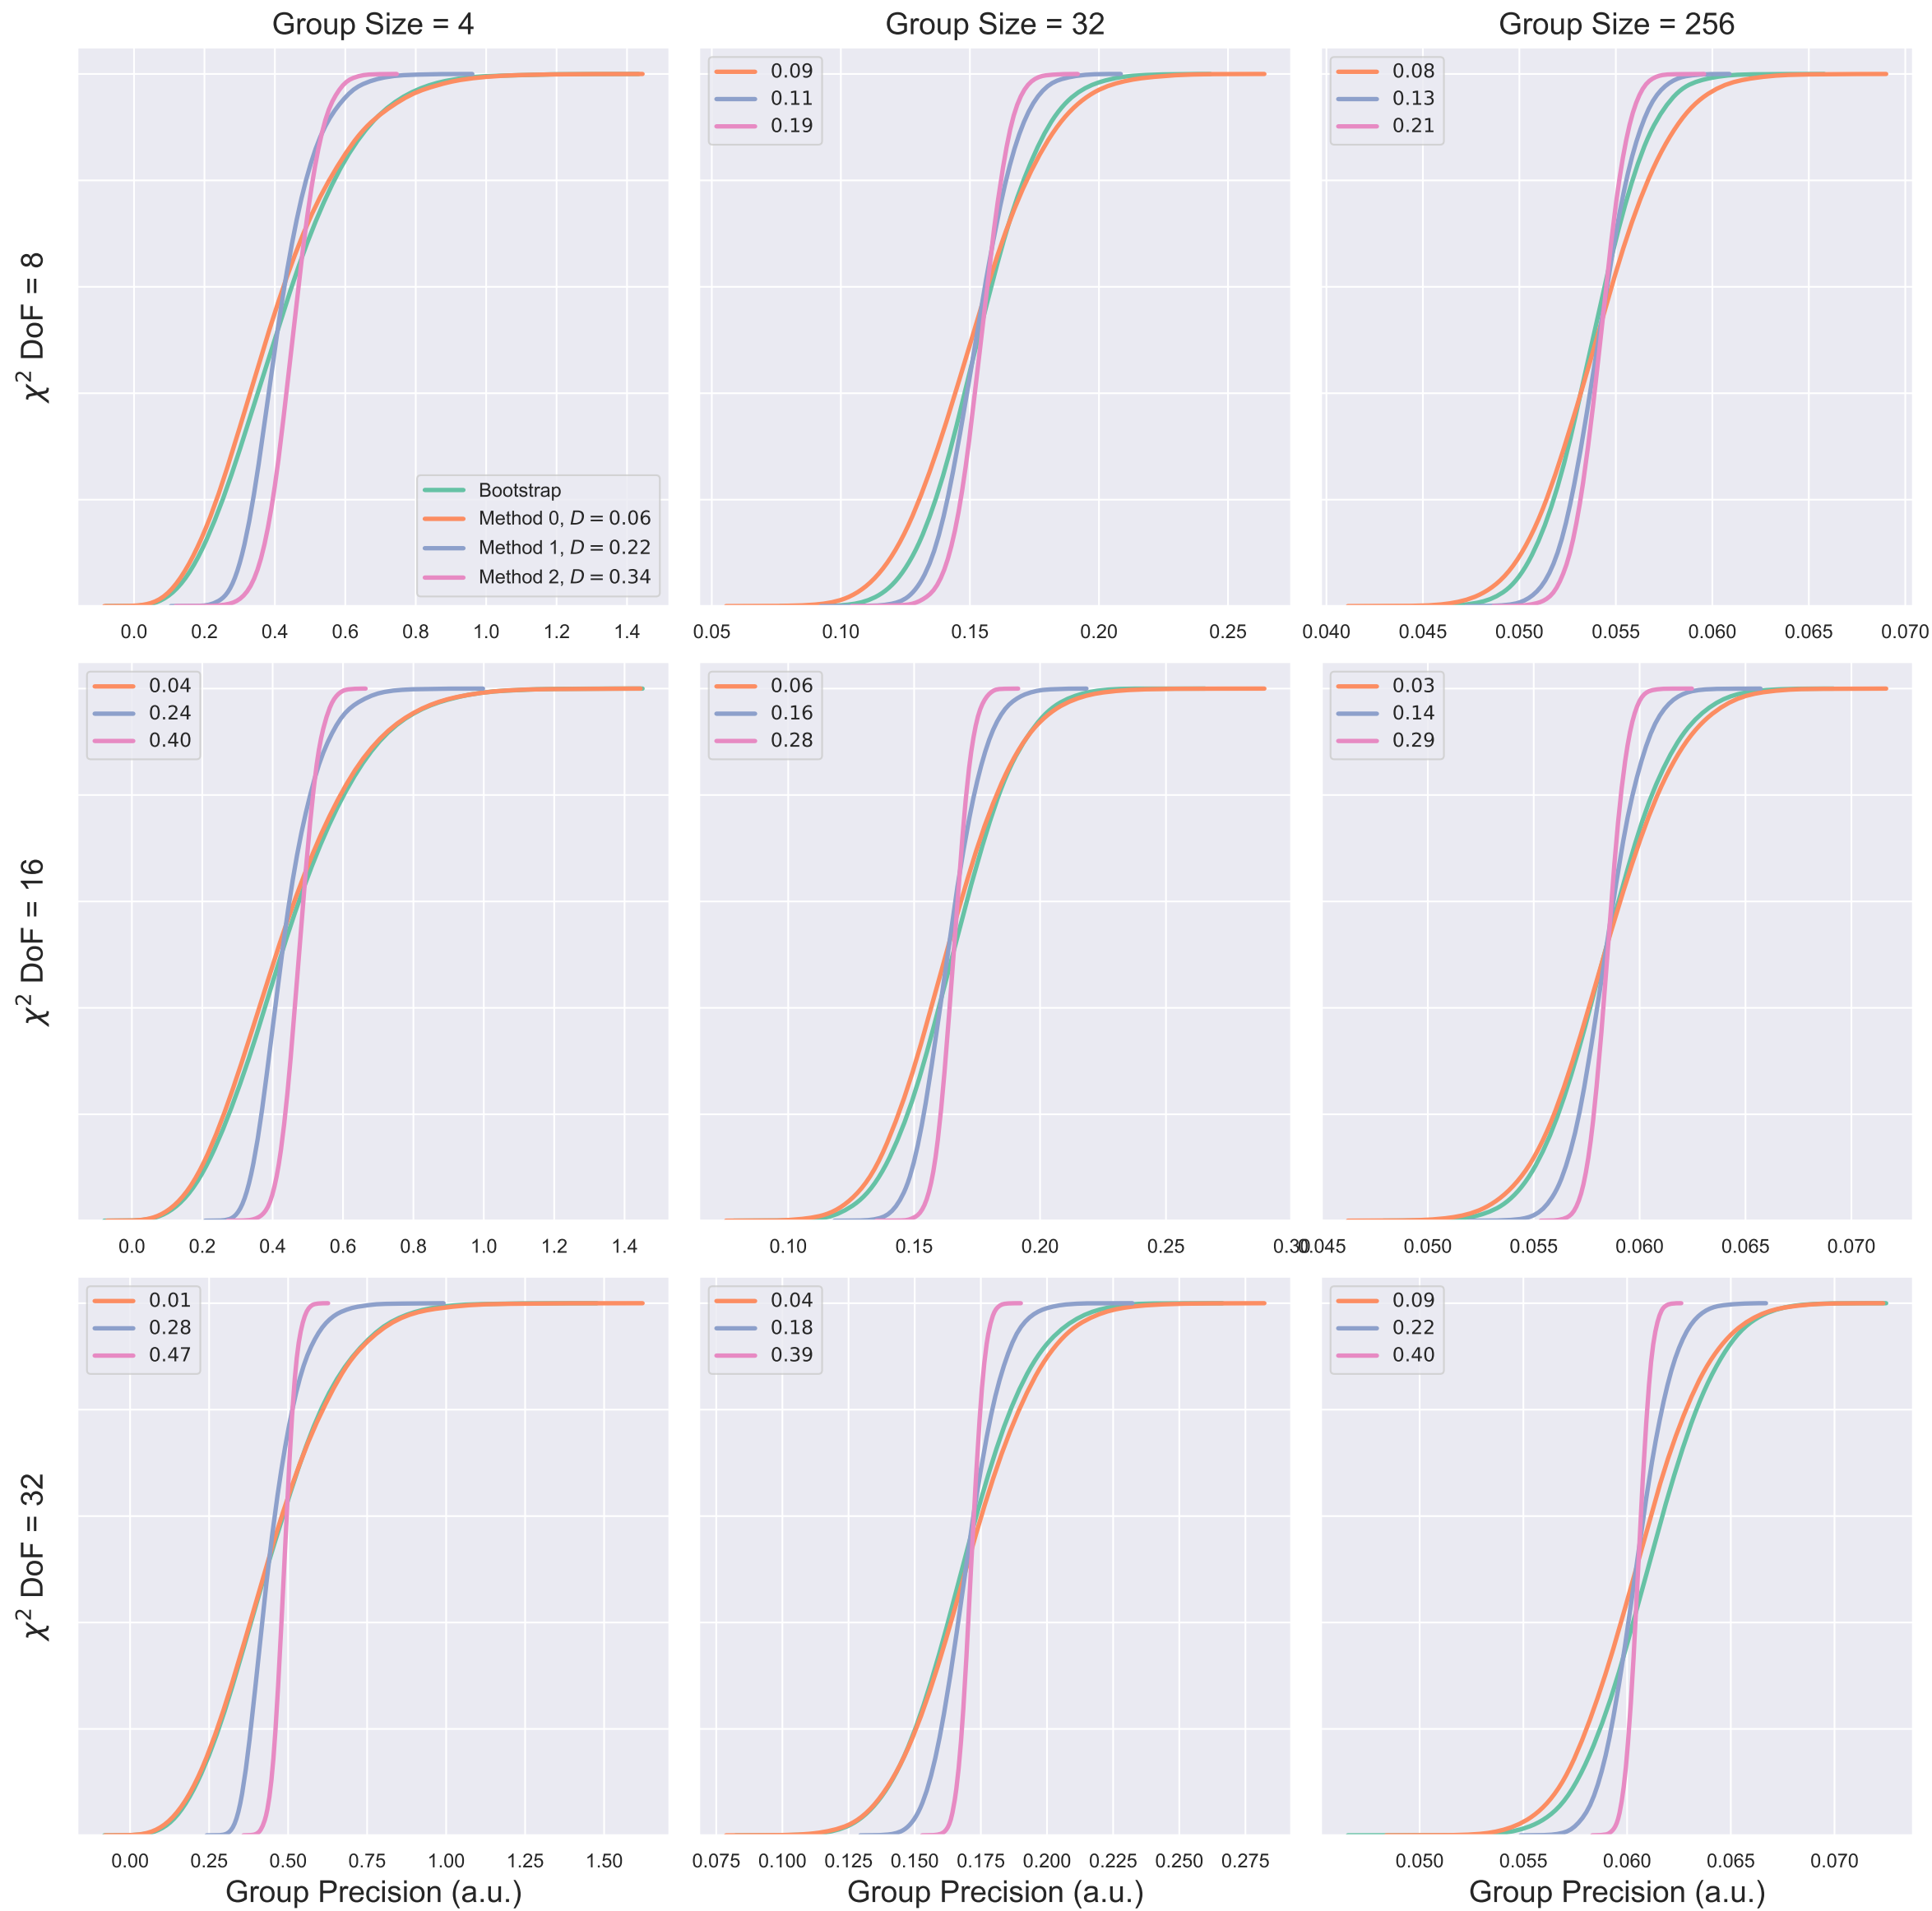 Group Size = 4
Group Size = 32
Group Size = 256
χ² DoF = 8
Bootstrap
Method 0, D = 0.06
Method 1, D = 0.22
Method 2, D = 0.34
0.0 0.2 0.4 0.6 0.8 1.0 1.2 1.4
0.09
0.11
0.19
0.05 0.10 0.15 0.20 0.25
0.08
0.13
0.21
0.040 0.045 0.050 0.055 0.060 0.065 0.070
χ² DoF = 16
0.04
0.24
0.40
0.0 0.2 0.4 0.6 0.8 1.0 1.2 1.4
0.06
0.16
0.28
0.10 0.15 0.20 0.25 0.30
0.03
0.14
0.29
0.045 0.050 0.055 0.060 0.065 0.070
χ² DoF = 32
0.01
0.28
0.47
0.00 0.25 0.50 0.75 1.00 1.25 1.50
Group Precision (a.u.)
0.04
0.18
0.39
0.075 0.100 0.125 0.150 0.175 0.200 0.225 0.250 0.275
Group Precision (a.u.)
0.09
0.22
0.40
0.050 0.055 0.060 0.065 0.070
Group Precision (a.u.)